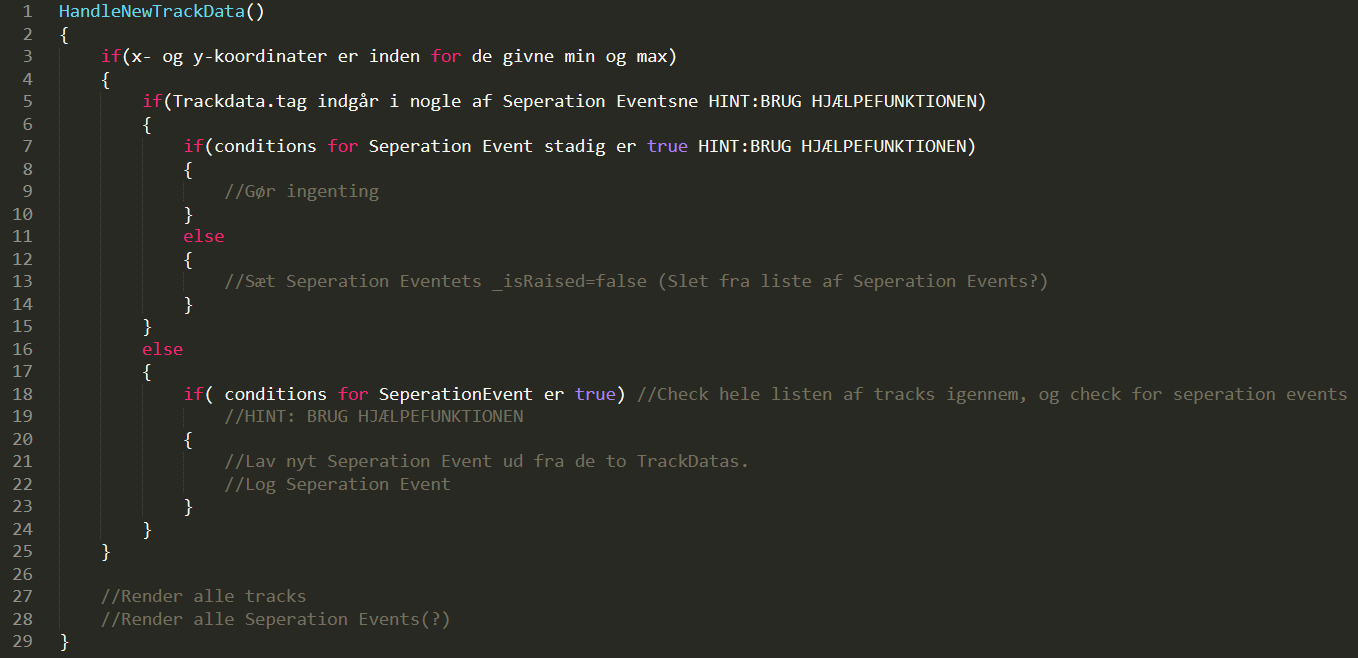 1 HandleNewTrackData()
2 {
3 if(x- og y-koordinater er inden for de givne min og max)
4 {
5 if(Trackdata.tag indgår i nogle af Seperation Eventsne HINT:BRUG HJÆLPEFUNKTIONEN)
6 {
7 if(conditions for Seperation Event stadig er true HINT:BRUG HJÆLPEFUNKTIONEN)
8 {
9 //Gør ingenting
10 }
11 else
12 {
13 //Sæt Seperation Eventets _isRaised=false (Slet fra liste af Seperation Events?)
14 }
15 }
16 else
17 {
18 if( conditions for SeperationEvent er true) //Check hele listen af tracks igennem, og check for seperation events
19 //HINT: BRUG HJÆLPEFUNKTIONEN
20 {
21 //Lav nyt Seperation Event ud fra de to TrackDatas.
22 //Log Seperation Event
23 }
24 }
25 }
26
27 //Render alle tracks
28 //Render alle Seperation Events(?)
29 }